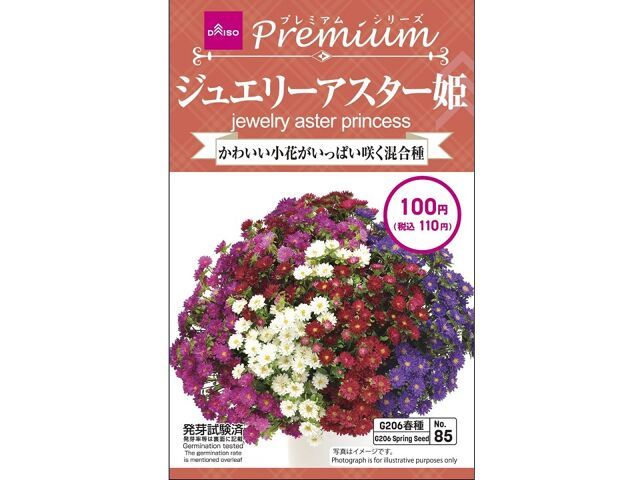 DAISO
プレミアム シリーズ
Premium
ジュエリーアスター姫
jewelry aster princess
かわいい小花がいっぱい咲く混合種
100円
(税込 110円)
発芽試験済
発芽率等は裏面に記載
Germination tested
The germination rate
is mentioned overleaf
G206春種
G206 Spring Seed
No.
85
写真はイメージです。
Photograph is for illustrative purposes only